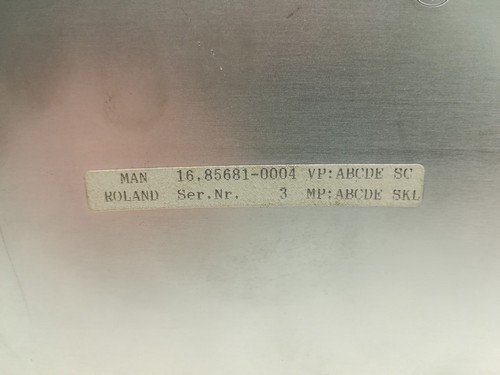 MAN 16.85681-0004 VP:ABCDE SC
ROLAND Ser.Nr. 3 MP:ABCDE SKL